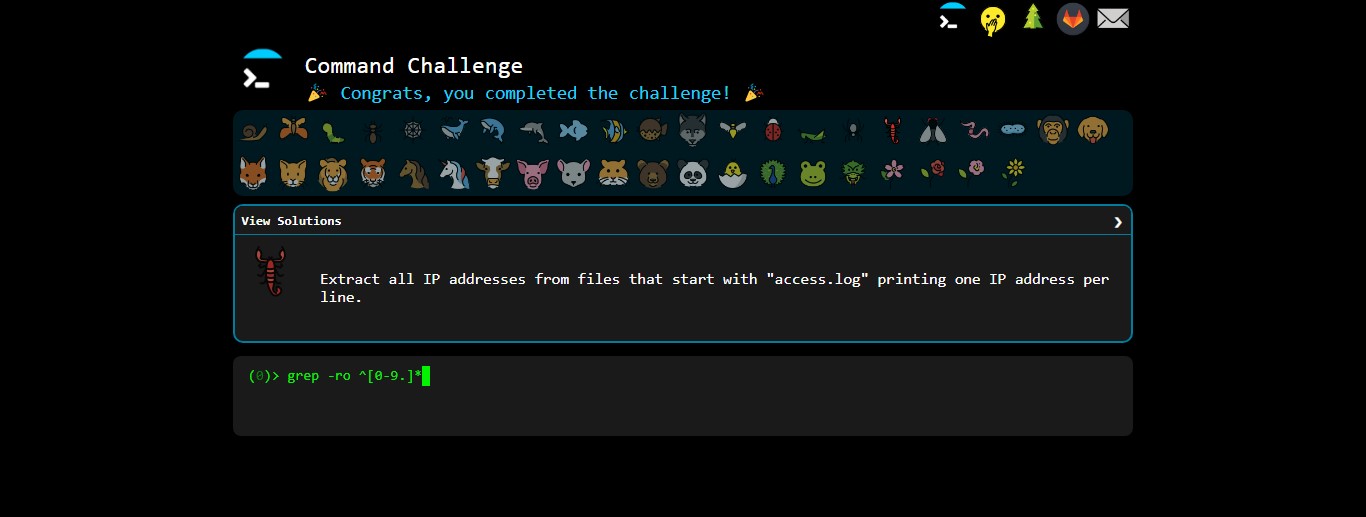 Command Challenge
🎉 Congrats, you completed the challenge! 🎉
View Solutions
Extract all IP addresses from files that start with "access.log" printing one IP address per
line.
(0)> grep -ro ^[0-9.]*